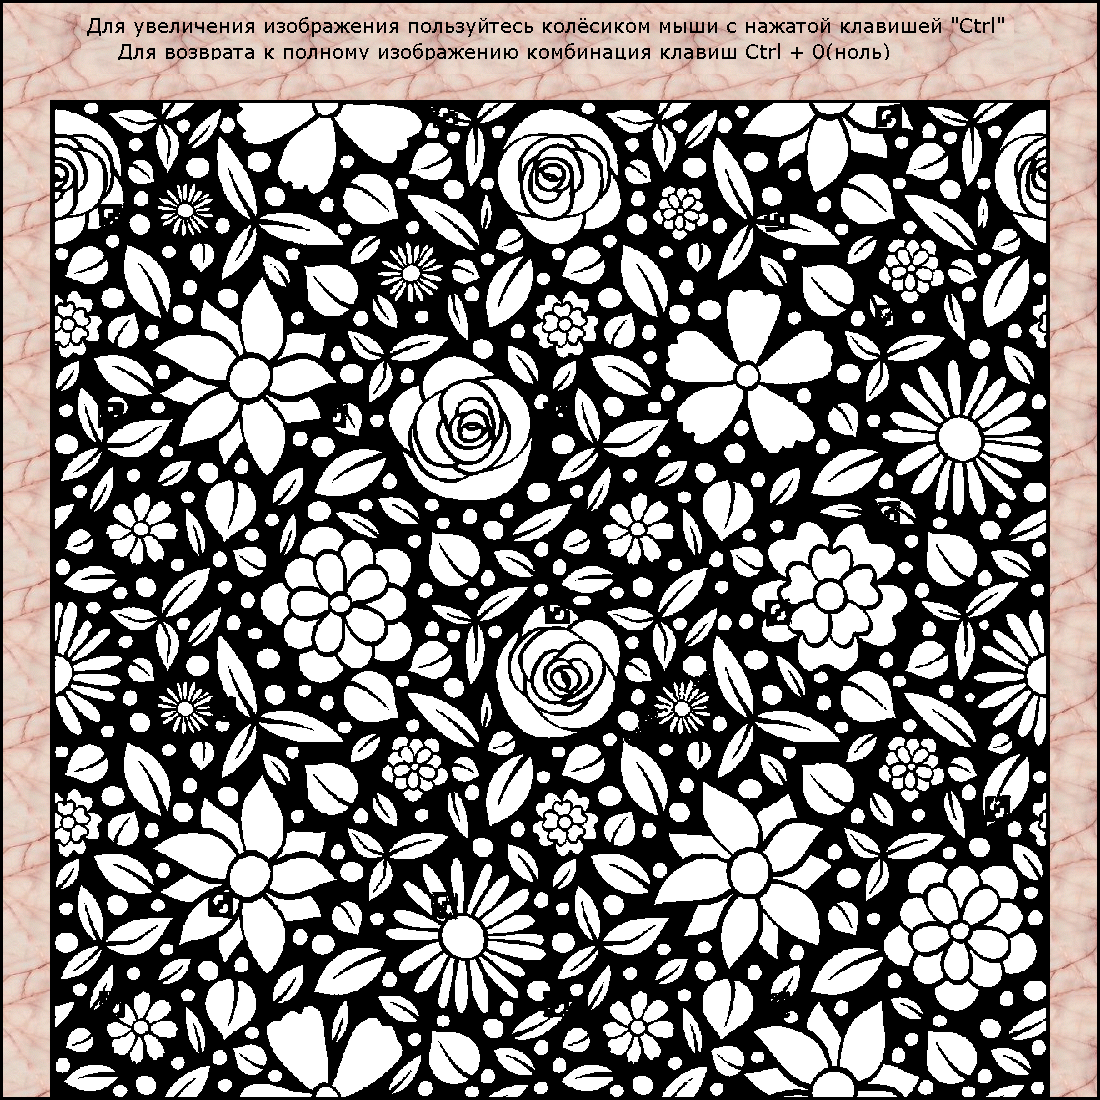 Для увеличения изображения пользуйтесь колёсиком мыши с нажатой клавишей "Ctrl"
Для возврата к полному изображению комбинация клавиш Ctrl + 0(ноль)